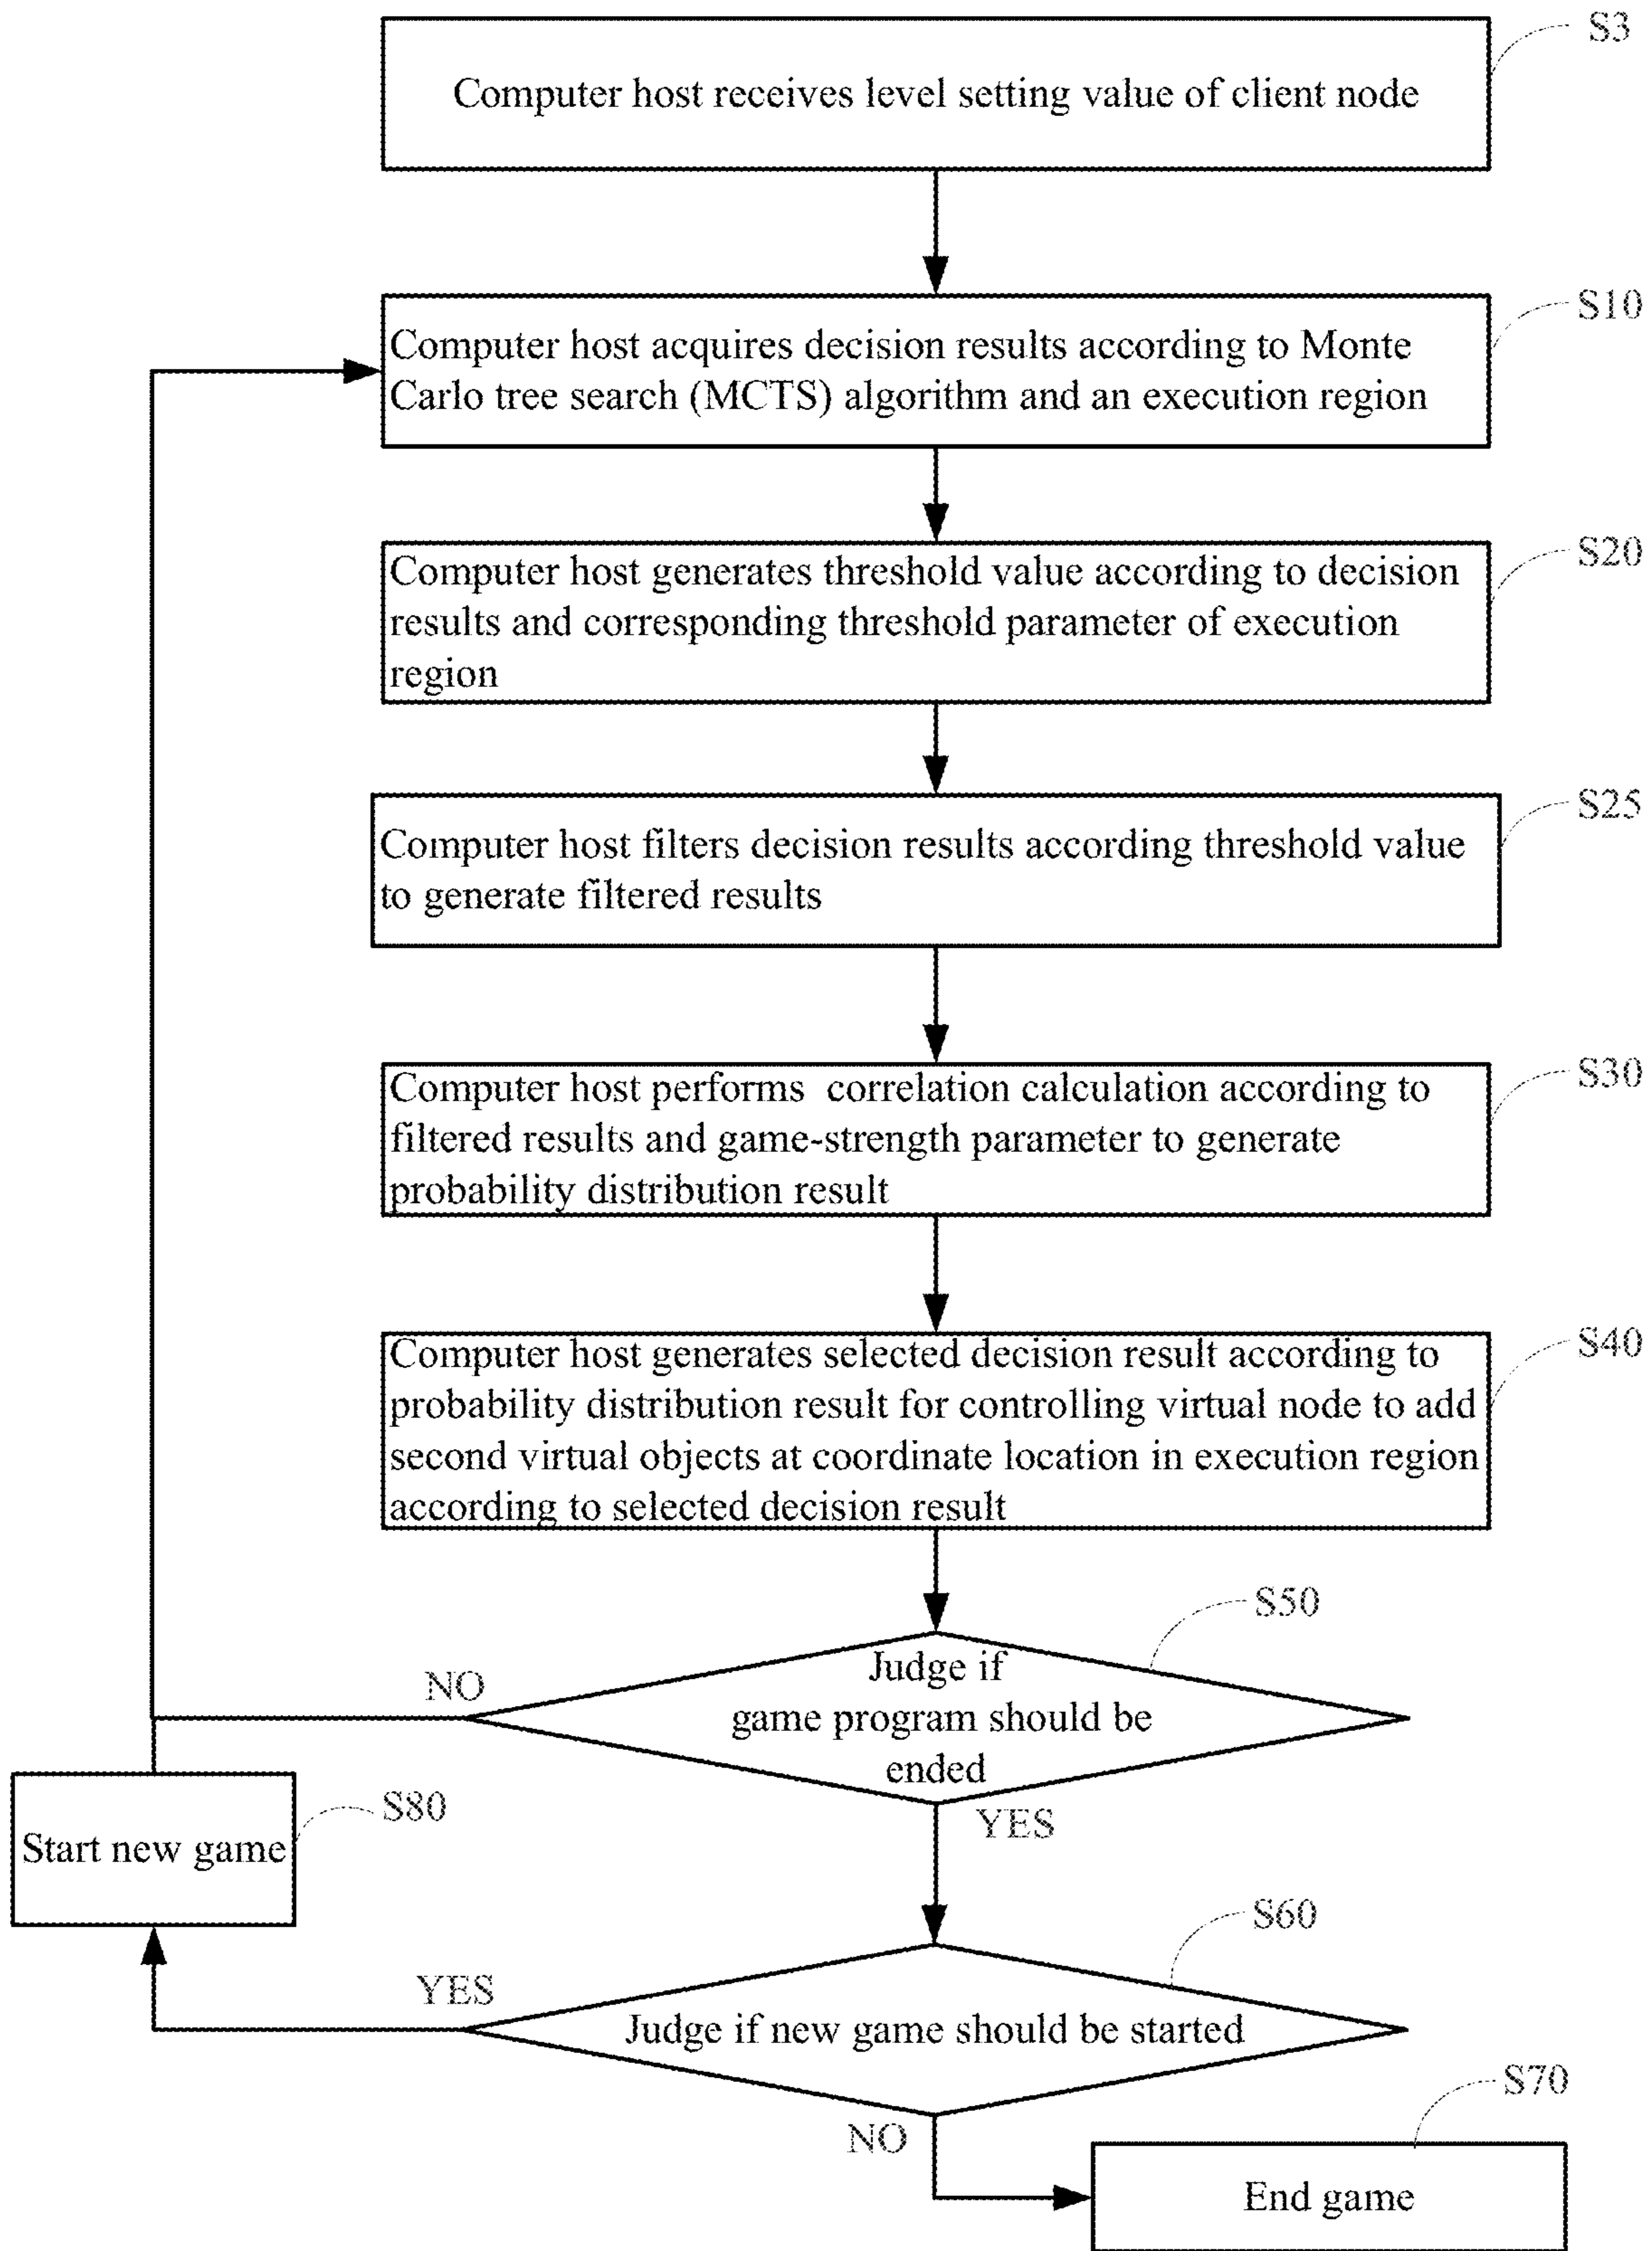 S3
Computer host receives level setting value of client node
S10
Computer host acquires decision results according to Monte
Carlo tree search (MCTS) algorithm and an execution region
S20
Computer host generates threshold value according to decision
results and corresponding threshold parameter of execution
region
S25
Computer host filters decision results according threshold value
to generate filtered results
S30
Computer host performs correlation calculation according to
filtered results and game-strength parameter to generate
probability distribution result
S40
Computer host generates selected decision result according to
probability distribution result for controlling virtual node to add
second virtual objects at coordinate location in execution region
according to selected decision result
S50
NO
Judge if
game program should be
ended
YES
S80
Start new game
S60
YES
Judge if new game should be started
NO
S70
End game